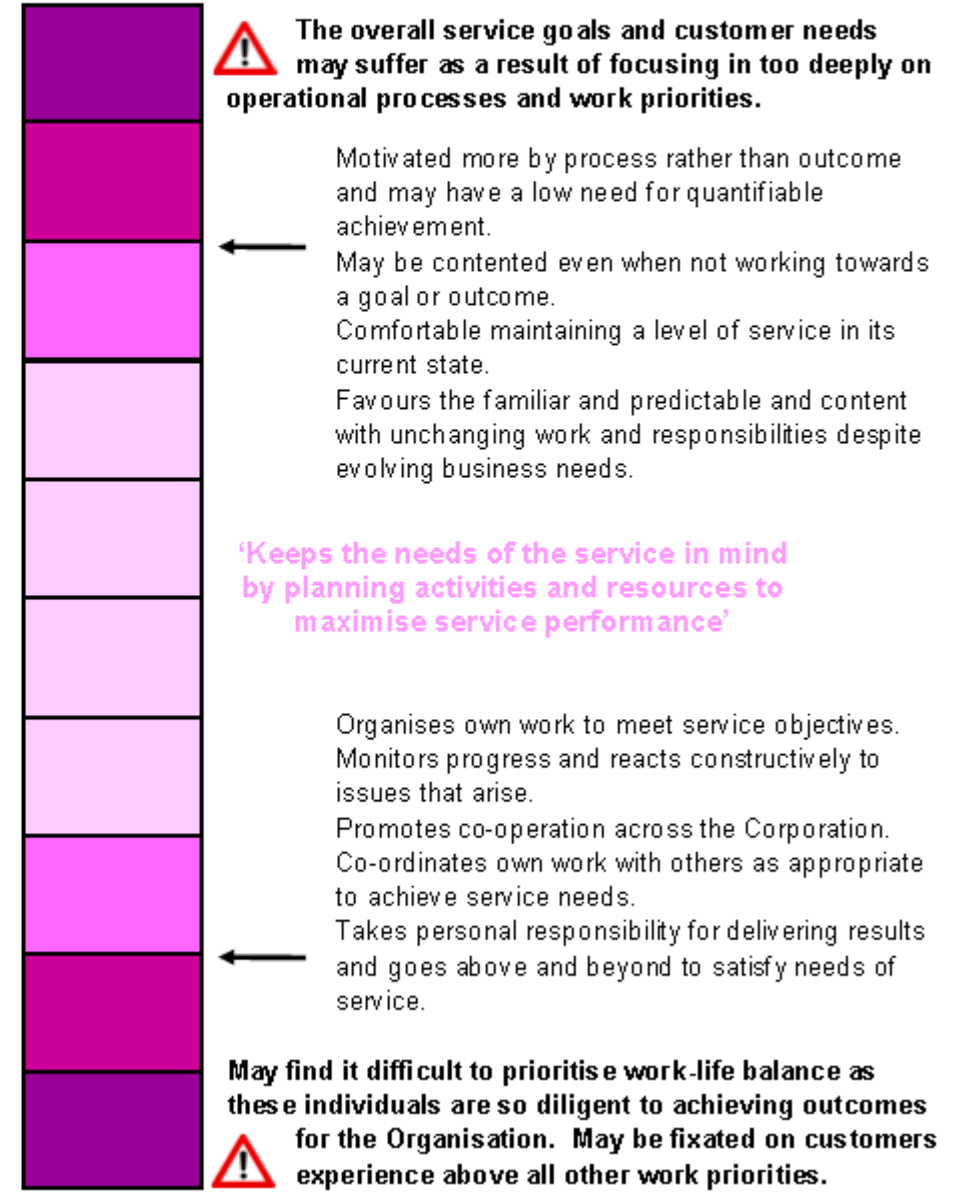 The overall service goals and customer needs
may suffer as a result of focusing in too deeply on
operational processes and work priorities.
Motivated more by process rather than outcome
and may have a low need for quantifiable
achievement.
May be contented even when not working towards
a goal or outcome.
Comfortable maintaining a level of service in its
current state.
Favours the familiar and predictable and content
with unchanging work and responsibilities despite
evolving business needs.
‘Keeps the needs of the service in mind
by planning activities and resources to
maximise service performance’
Organises own work to meet service objectives.
Monitors progress and reacts constructively to
issues that arise.
Promotes co-operation across the Corporation.
Co-ordinates own work with others as appropriate
to achieve service needs.
Takes personal responsibility for delivering results
and goes above and beyond to satisfy needs of
service.
May find it difficult to prioritise work-life balance as
these individuals are so diligent to achieving outcomes
for the Organisation. May be fixated on customers
experience above all other work priorities.